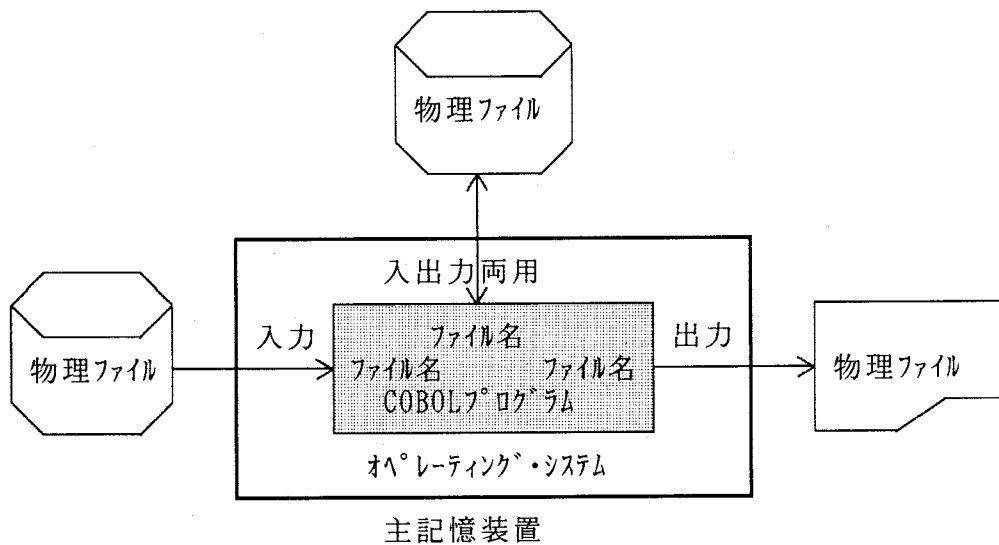 物理ファイル
入出力両用
入力
ファイル名
出力
物理ファイル
ファイル名 ファイル名
物理ファイル
COBOLプログラム
オペレーティング・システム
主記憶装置